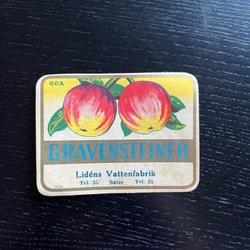 GOA
GRAVENSTEINER
Lidéns Vattenfabrik
Tel. 35 Säter Tel. 35